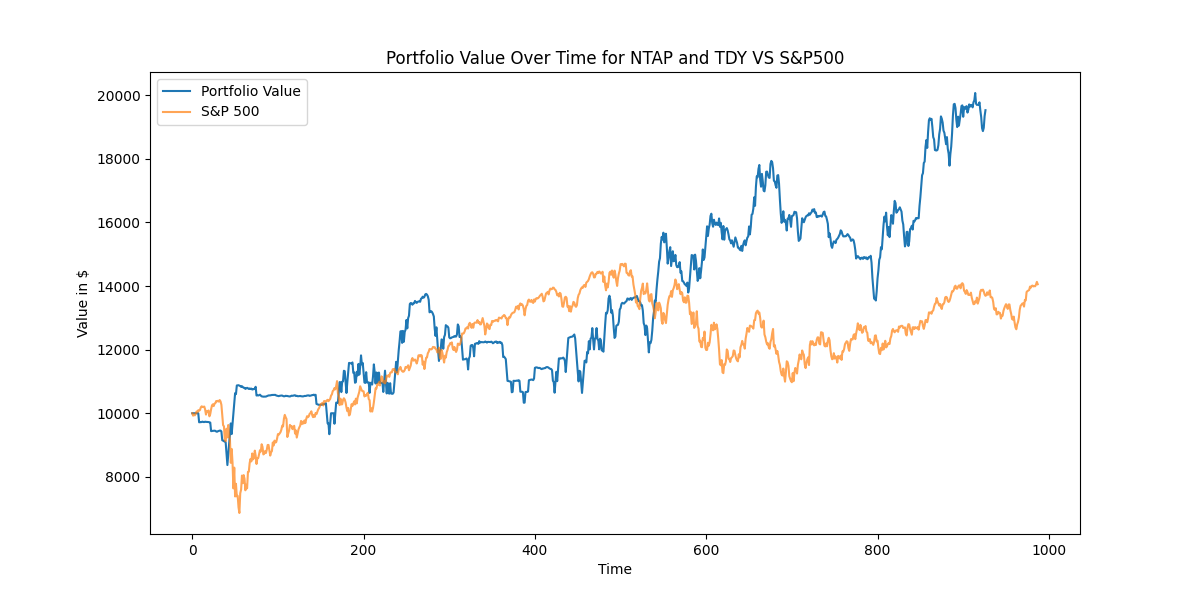 Portfolio Value Over Time for NTAP and TDY VS S&P500
Portfolio Value
S&P 500
20000
18000
16000
14000
12000
10000
8000
Value in $
0 200 400 600 800 1000
Time